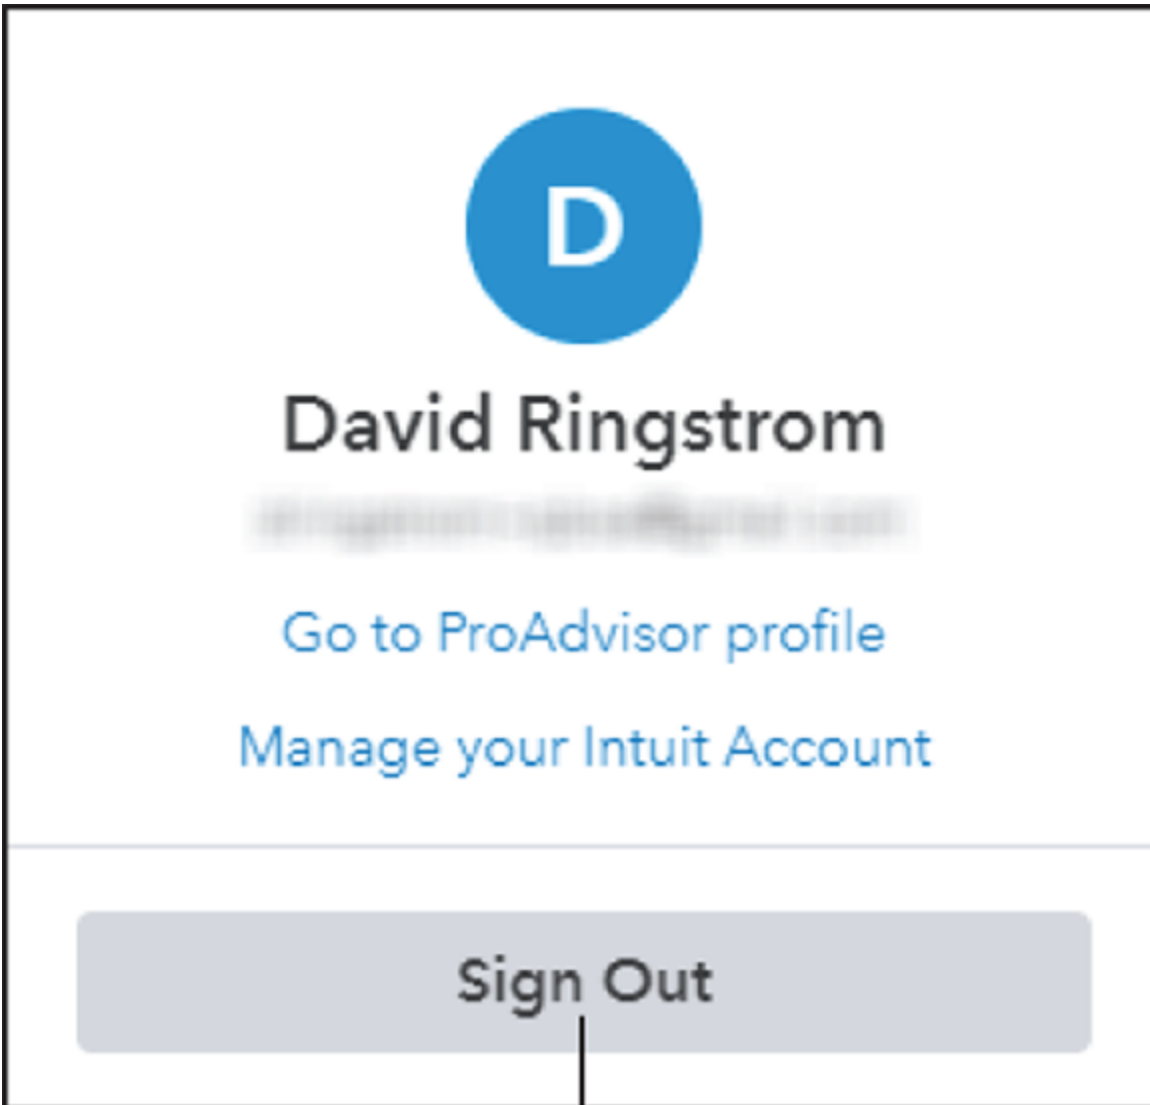 D
David Ringstrom
Go to ProAdvisor profile
Manage your Intuit Account
Sign Out